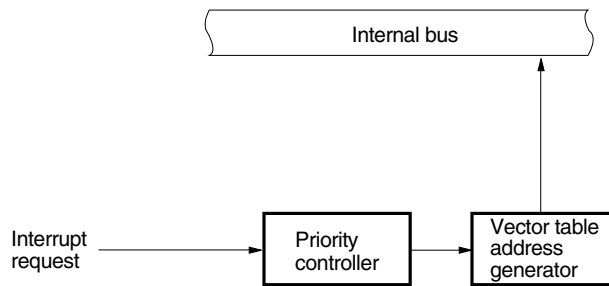 Internal bus
Interrupt
request
Priority
controller
Vector table
address
generator